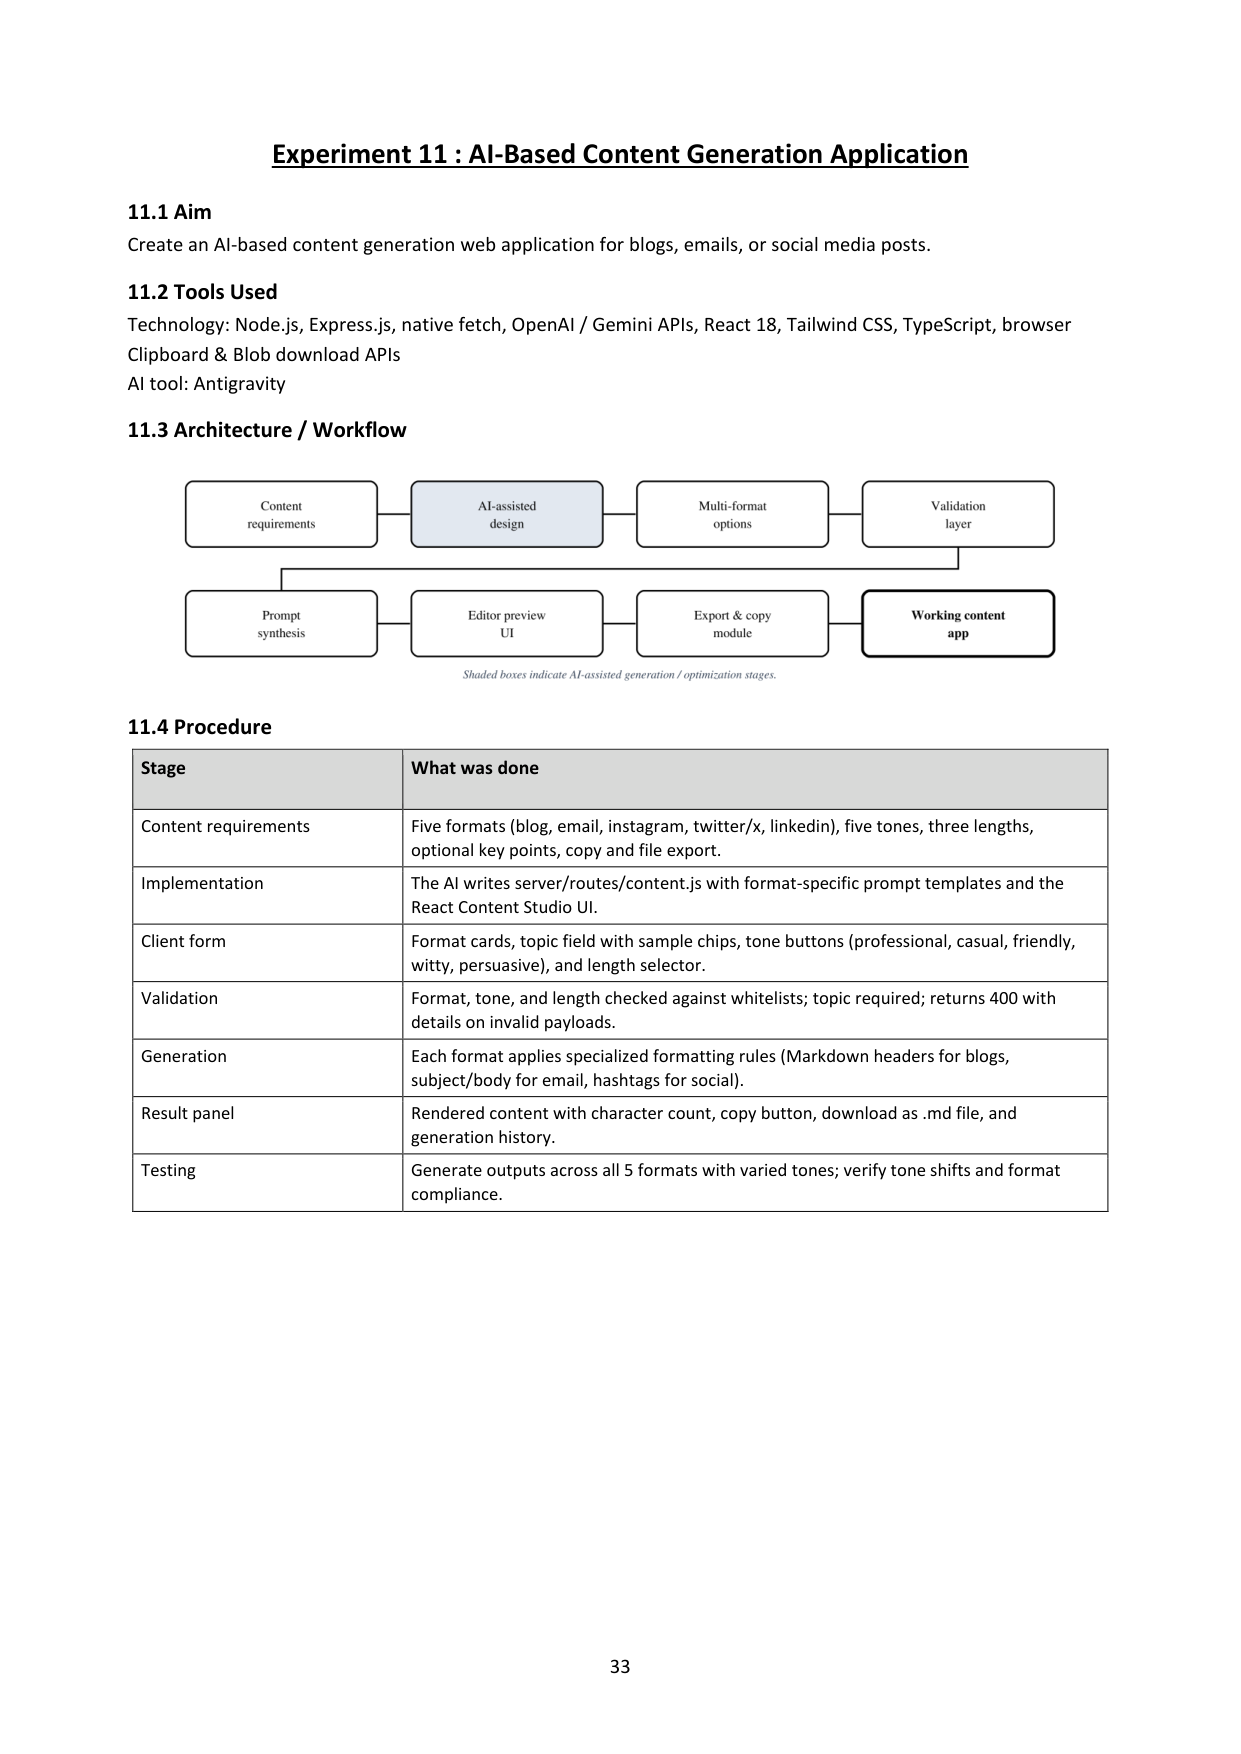 Experiment 11 : AI-Based Content Generation Application
11.1 Aim
Create an AI-based content generation web application for blogs, emails, or social media posts.
11.2 Tools Used
Technology: Node.js, Express.js, native fetch, OpenAI / Gemini APIs, React 18, Tailwind CSS, TypeScript, browser
Clipboard & Blob download APIs
AI tool: Antigravity
11.3 Architecture / Workflow
Content
requirements
AI-assisted
design
Multi-format
options
Validation
layer
Prompt
synthesis
Editor preview
UI
Export & copy
module
Working content
app
Shaded boxes indicate AI-assisted generation / optimization stages.
11.4 Procedure
Stage
What was done
Content requirements
Five formats (blog, email, instagram, twitter/x, linkedin), five tones, three lengths,
optional key points, copy and file export.
Implementation
The AI writes server/routes/content.js with format-specific prompt templates and the
React Content Studio UI.
Client form
Format cards, topic field with sample chips, tone buttons (professional, casual, friendly,
witty, persuasive), and length selector.
Validation
Format, tone, and length checked against whitelists; topic required; returns 400 with
details on invalid payloads.
Generation
Each format applies specialized formatting rules (Markdown headers for blogs,
subject/body for email, hashtags for social).
Result panel
Rendered content with character count, copy button, download as .md file, and
generation history.
Testing
Generate outputs across all 5 formats with varied tones; verify tone shifts and format
compliance.
33